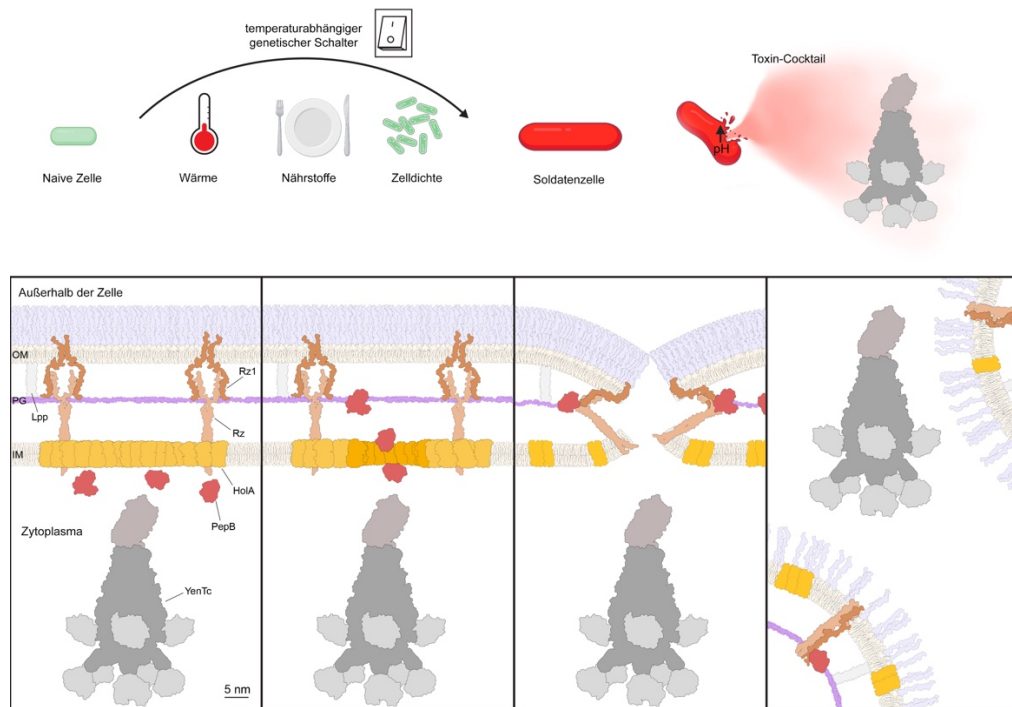 temperaturabhängiger
genetischer Schalter
I
O
Toxin-Cocktail
pH
Naive Zelle
Wärme
Nährstoffe
Zelldichte
Soldatenzelle
Außerhalb der Zelle
OM
Rz1
PG
Lpp
Rz
IM
HolA
PepB
Zytoplasma
YenTc
5 nm